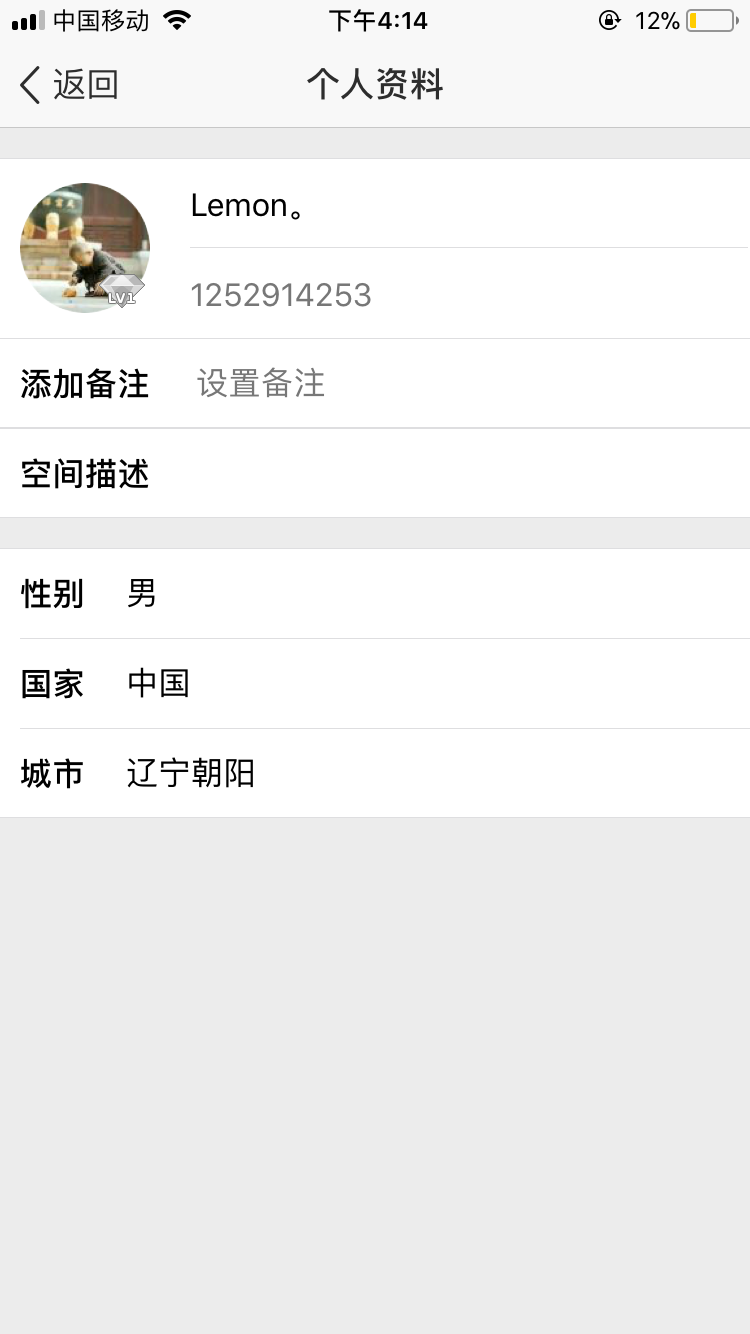 中国移动 下午4:14 12%
返回 个人资料
Lemon。
LV1
1252914253
添加备注 设置备注
空间描述
性别 男
国家 中国
城市 辽宁朝阳